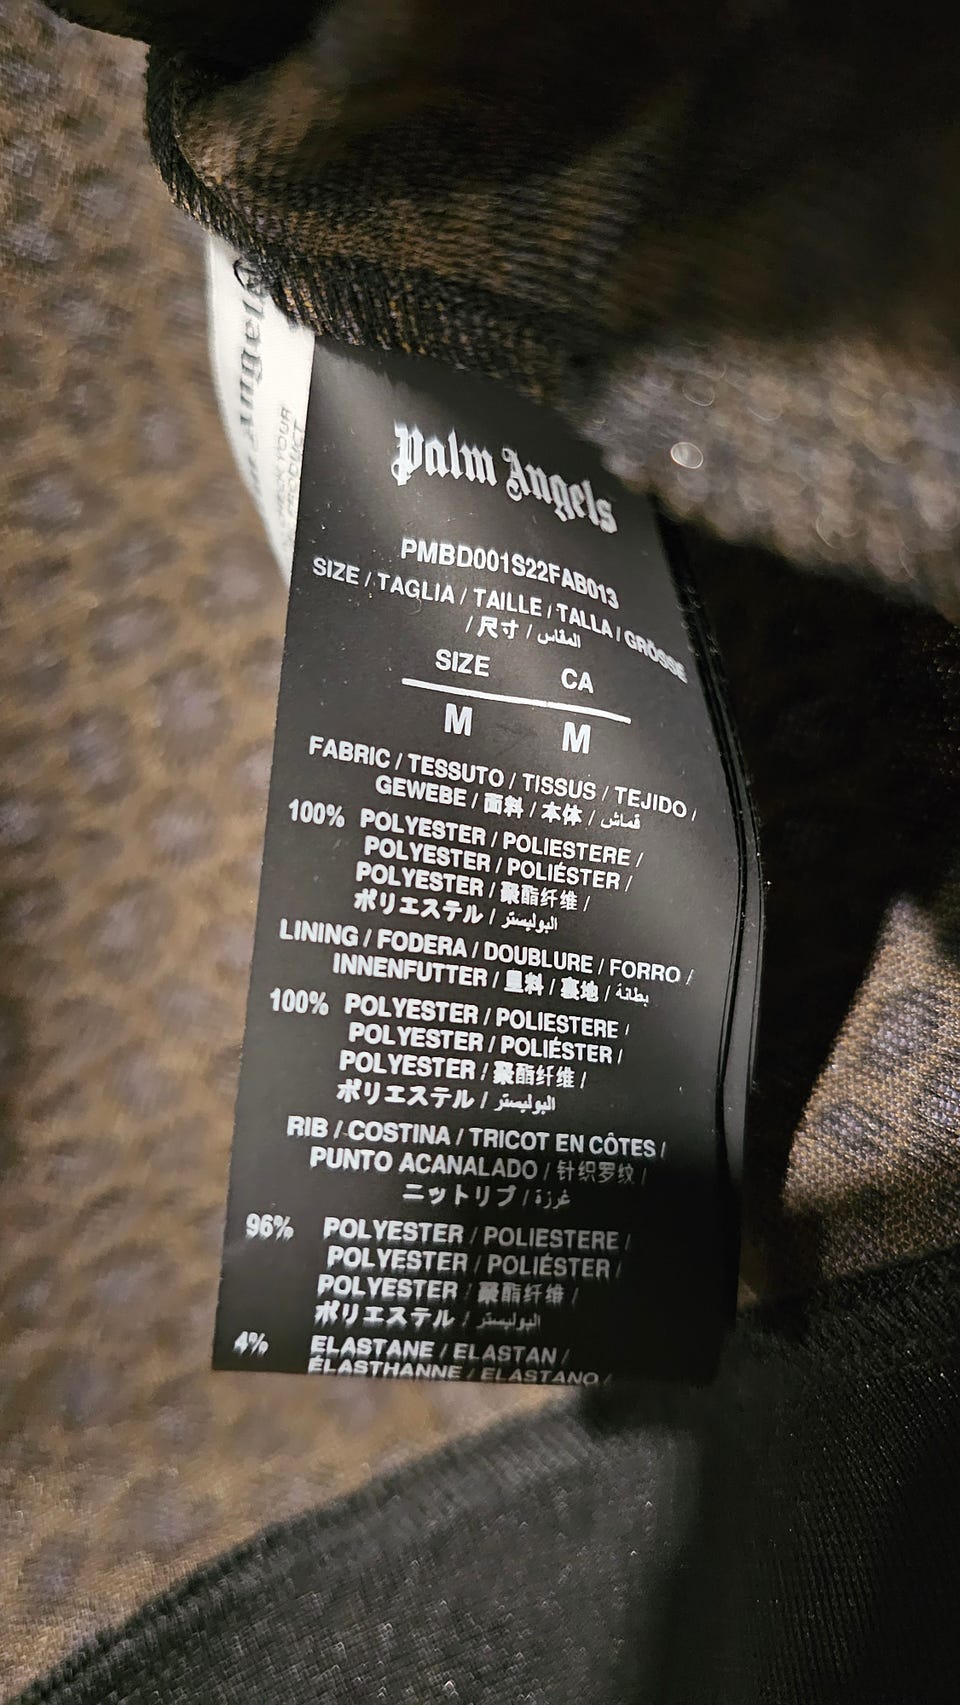 Palm Angels
PMBD001S22FAB013
SIZE / TAGLIA / TAILLE / TALLA / GRÖSSE
/ 尺寸 / المقاس
SIZE CA
M M
FABRIC / TESSUTO / TISSUS / TEJIDO /
GEWEBE / 面料 / 本体 / قماش
100% POLYESTER / POLIESTERE /
POLYESTER / POLIÉSTER /
POLYESTER / 聚酯纤维 /
ポリエステル / البوليستر
LINING / FODERA / DOUBLURE / FORRO /
INNENFUTTER / 里料 / 裏地 / بطانة
100% POLYESTER / POLIESTERE /
POLYESTER / POLIÉSTER /
POLYESTER / 聚酯纤维 /
ポリエステル / البوليستر
RIB / COSTINA / TRICOT EN CÔTES /
PUNTO ACANALADO / 针织罗纹 /
ニットリブ / غرزة
96% POLYESTER / POLIESTERE /
POLYESTER / POLIÉSTER /
POLYESTER / 聚酯纤维 /
ポリエステル / البوليستر
4% ELASTANE / ELASTAN /
ÉLASTHANNE / ELASTANO /
YOUR
PRODUCT